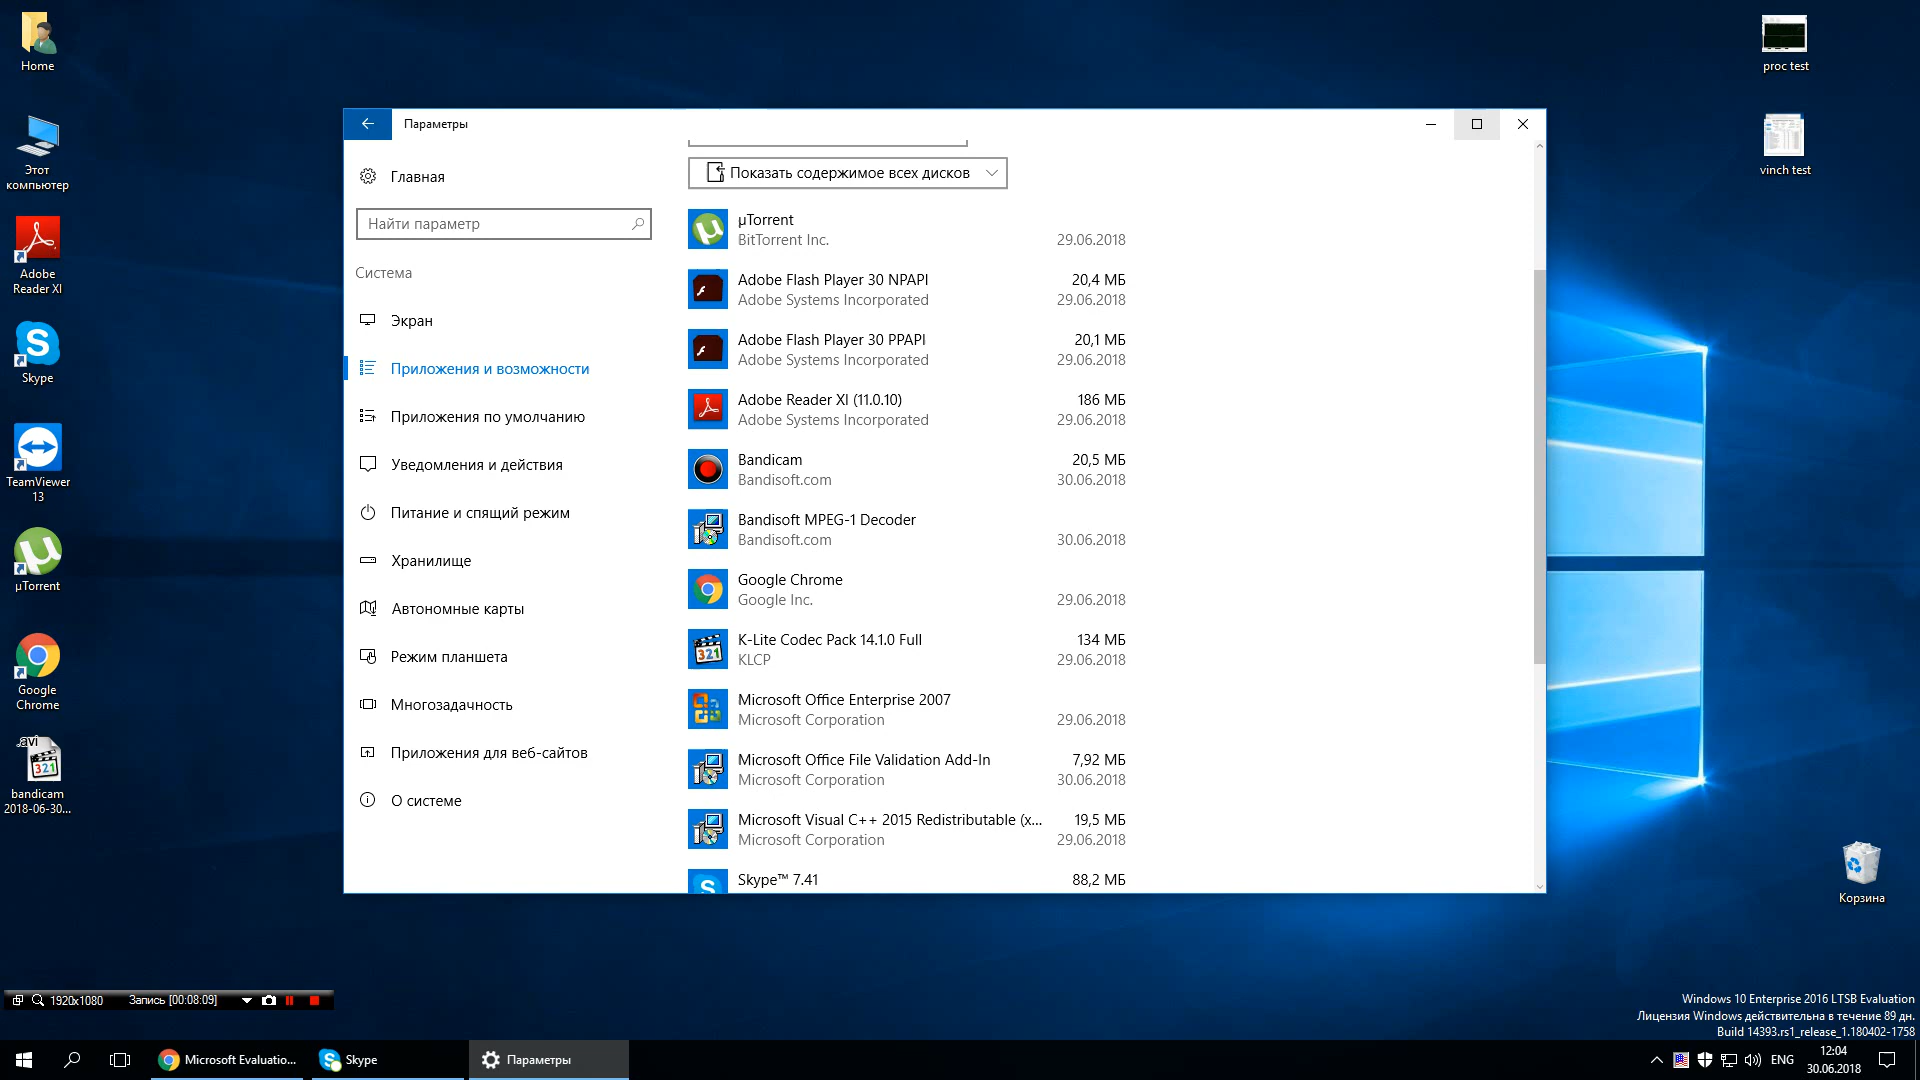 Home
Этот
компьютер
Adobe
Reader XI
Skype
TeamViewer
13
µTorrent
Google
Chrome
.avi
321
bandicam
2018-06-30...
proc test
vinch test
Корзина
Параметры
Главная
Найти параметр
Система
Экран
Приложения и возможности
Приложения по умолчанию
Уведомления и действия
Питание и спящий режим
Хранилище
Автономные карты
Режим планшета
Многозадачность
Приложения для веб-сайтов
О системе
Показать содержимое всех дисков
µTorrent
BitTorrent Inc. 29.06.2018
Adobe Flash Player 30 NPAPI 20,4 МБ
Adobe Systems Incorporated 29.06.2018
Adobe Flash Player 30 PPAPI 20,1 МБ
Adobe Systems Incorporated 29.06.2018
Adobe Reader XI (11.0.10) 186 МБ
Adobe Systems Incorporated 29.06.2018
Bandicam 20,5 МБ
Bandisoft.com 30.06.2018
Bandisoft MPEG-1 Decoder
Bandisoft.com 30.06.2018
Google Chrome
Google Inc. 29.06.2018
K-Lite Codec Pack 14.1.0 Full 134 МБ
KLCP 29.06.2018
Microsoft Office Enterprise 2007
Microsoft Corporation 29.06.2018
Microsoft Office File Validation Add-In 7,92 МБ
Microsoft Corporation 30.06.2018
Microsoft Visual C++ 2015 Redistributable (x... 19,5 МБ
Microsoft Corporation 29.06.2018
Skype™ 7.41 88,2 МБ
1920x1080 Запись [00:08:09]
Windows 10 Enterprise 2016 LTSB Evaluation
Лицензия Windows действительна в течение 89 дн.
Build 14393.rs1_release_1.180402-1758
Microsoft Evaluatio...
Skype
Параметры
ENG
12:04
30.06.2018